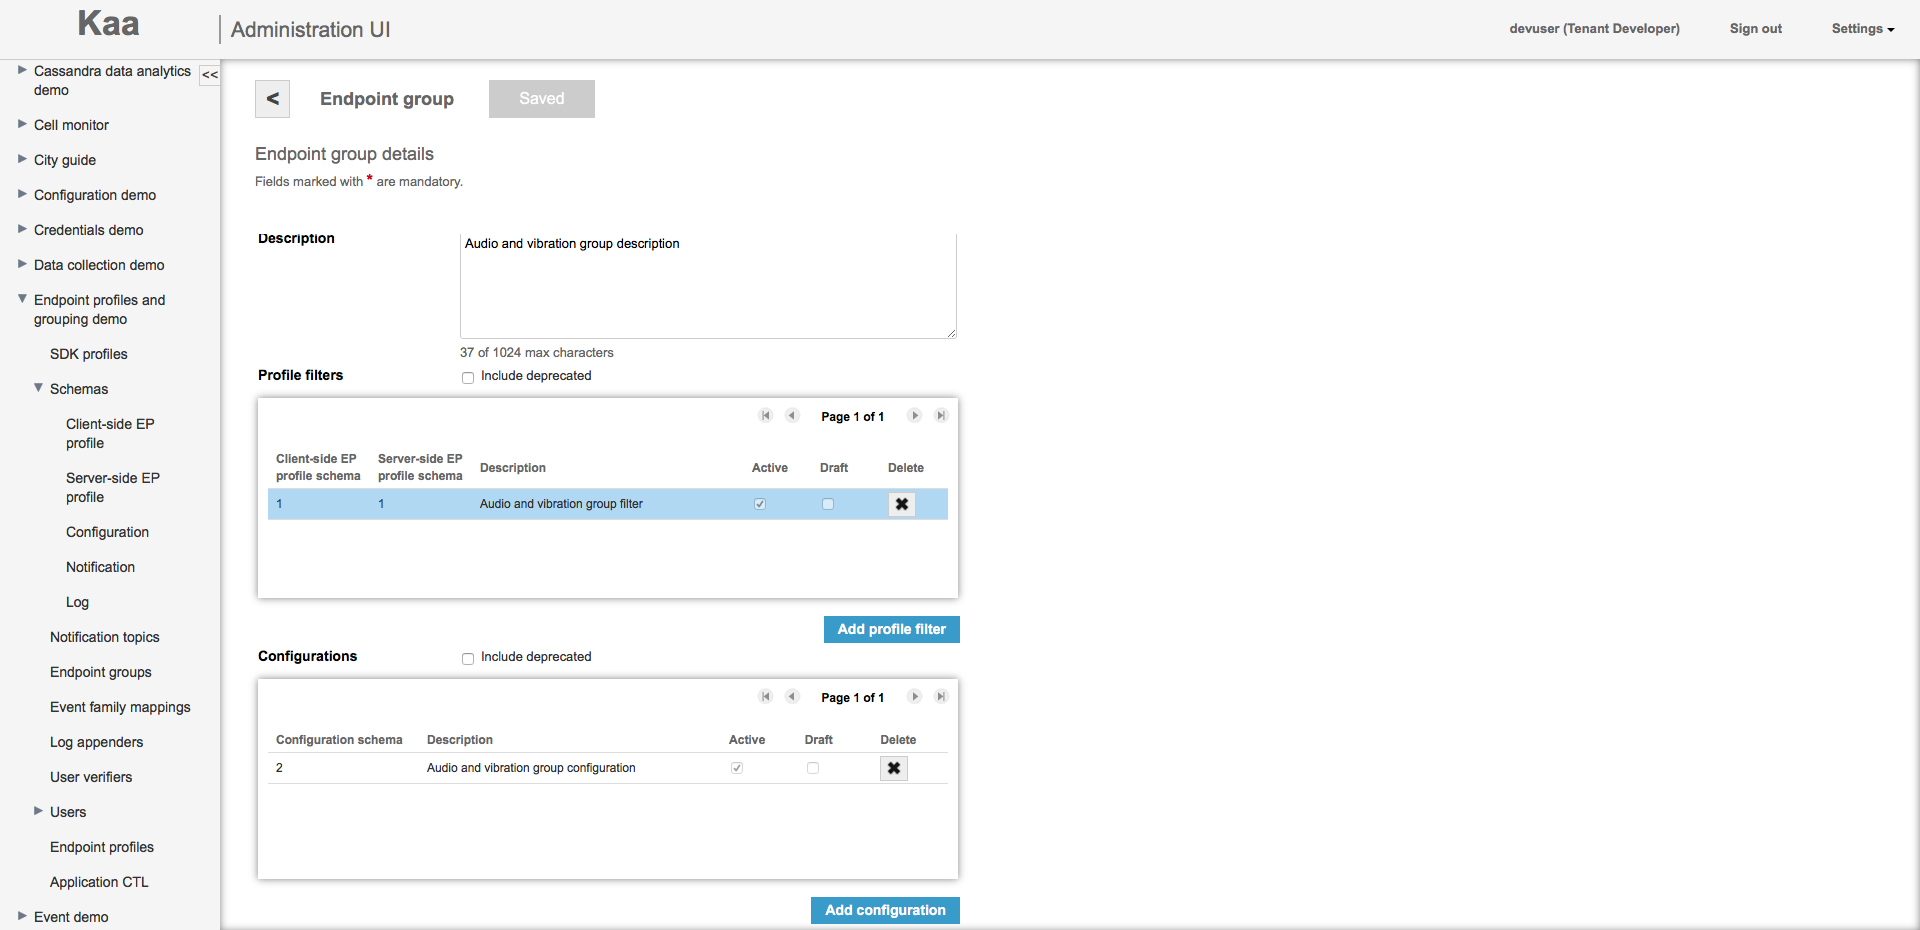 Kaa
Administration UI
devuser (Tenant Developer)
Sign out
Settings
<<
Cassandra data analytics
demo
Cell monitor
City guide
Configuration demo
Credentials demo
Data collection demo
Endpoint profiles and
grouping demo
SDK profiles
Schemas
Client-side EP
profile
Server-side EP
profile
Configuration
Notification
Log
Notification topics
Endpoint groups
Event family mappings
Log appenders
User verifiers
Users
Endpoint profiles
Application CTL
Event demo
<
Endpoint group
Saved
Endpoint group details
Fields marked with * are mandatory.
Description
Audio and vibration group description
37 of 1024 max characters
Profile filters
Include deprecated
Page 1 of 1
Client-side EP
profile schema
Server-side EP
profile schema
Description
Active
Draft
Delete
1
1
Audio and vibration group filter
Add profile filter
Configurations
Include deprecated
Page 1 of 1
Configuration schema
Description
Active
Draft
Delete
2
Audio and vibration group configuration
Add configuration